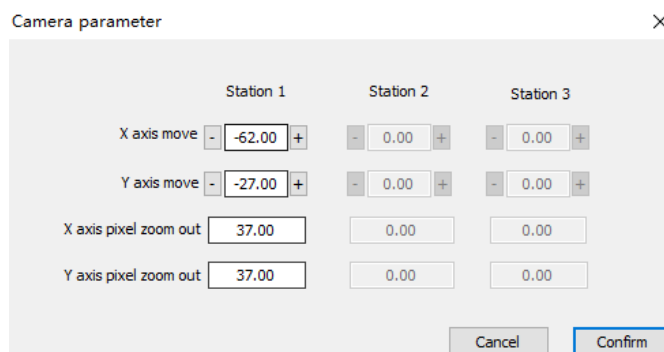 Camera parameter ×
Station 1 Station 2 Station 3
X axis move - -62.00 + - 0.00 + - 0.00 +
Y axis move - -27.00 + - 0.00 + - 0.00 +
X axis pixel zoom out 37.00 0.00 0.00
Y axis pixel zoom out 37.00 0.00 0.00
Cancel Confirm